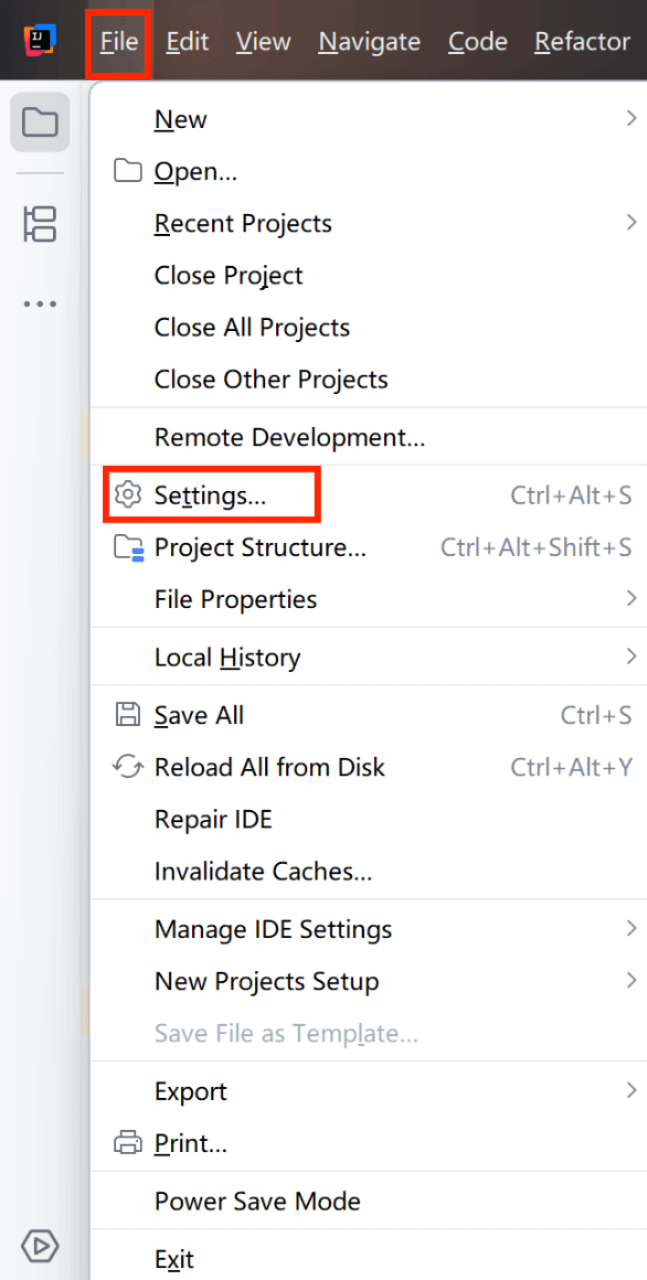 IJ
File Edit View Navigate Code Refactor
New
Open...
Recent Projects
Close Project
Close All Projects
Close Other Projects
Remote Development...
Settings... Ctrl+Alt+S
Project Structure... Ctrl+Alt+Shift+S
File Properties
Local History
Save All Ctrl+S
Reload All from Disk Ctrl+Alt+Y
Repair IDE
Invalidate Caches...
Manage IDE Settings
New Projects Setup
Save File as Template...
Export
Print...
Power Save Mode
Exit